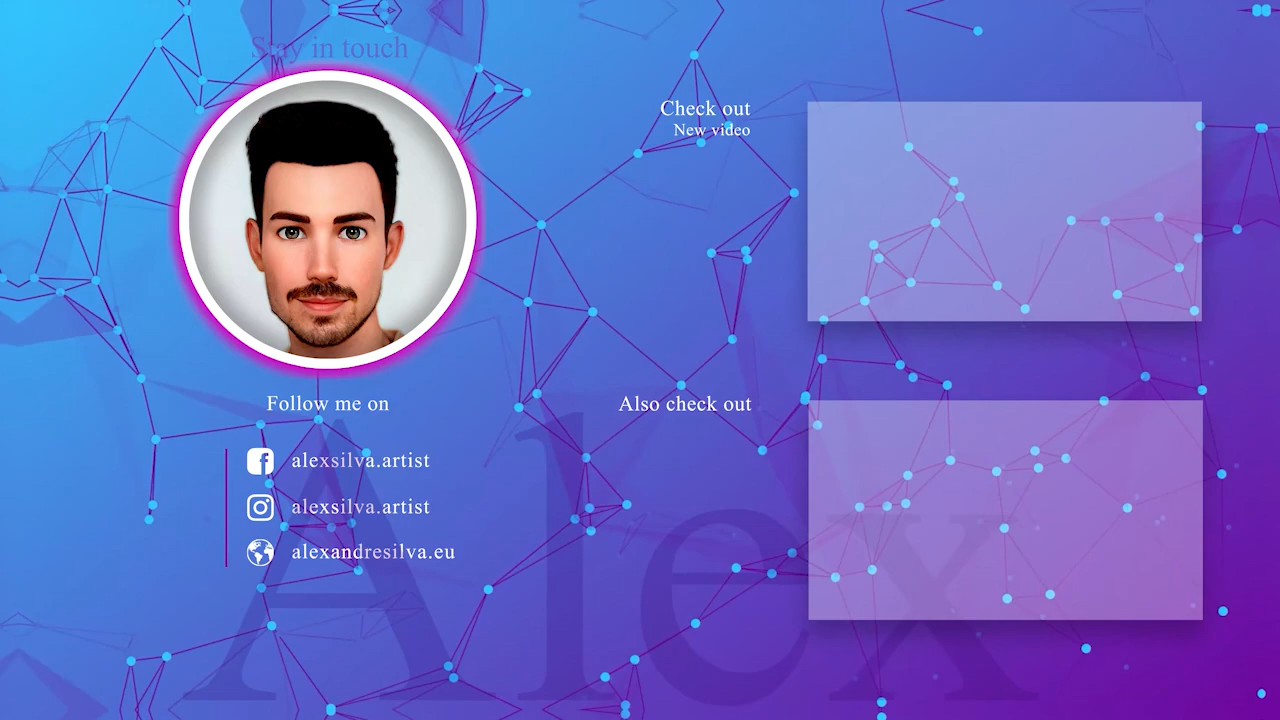 Stay in touch
Check out
New video
Follow me on
Also check out
alexsilva.artist
alexsilva.artist
alexandresilva.eu
Alex